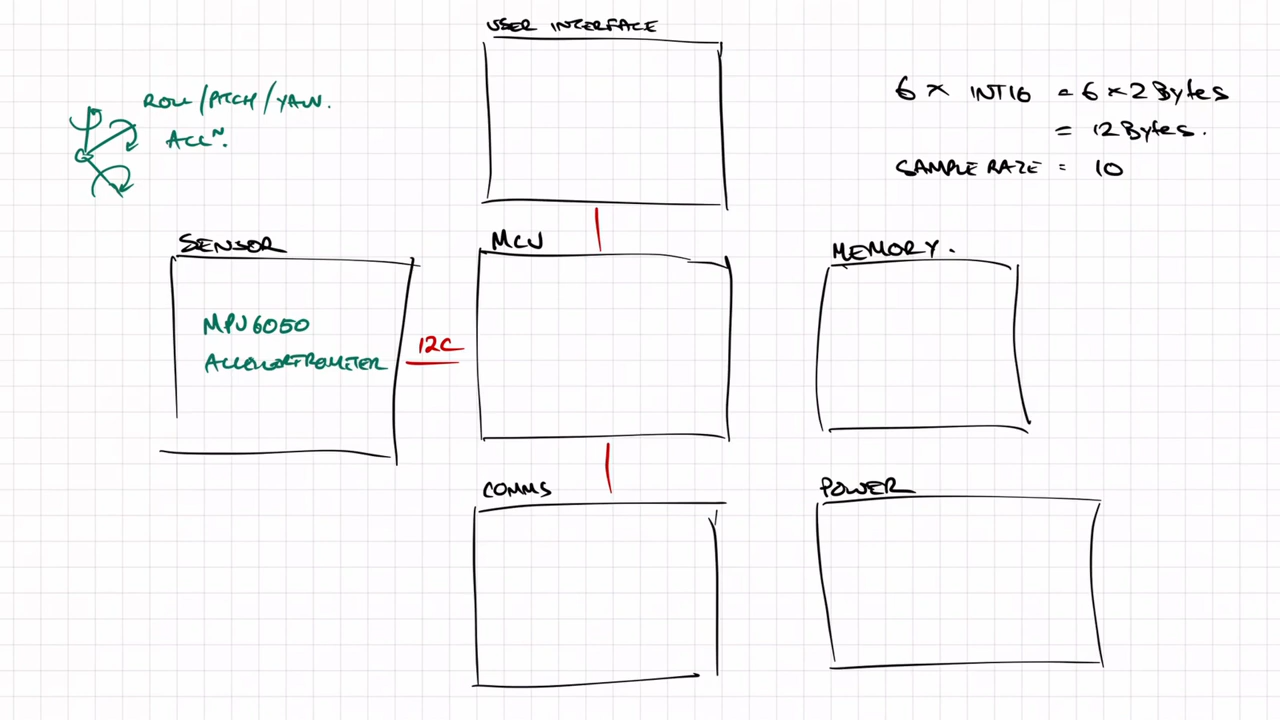 USER INTERFACE
ROLL/PITCH/YAW.
ACCᴺ.
6 × INT16 = 6 × 2 Bytes
= 12 Bytes.
SAMPLE RATE = 10
SENSOR
MPU6050
ACCELEROMETER
I2C
MCU
MEMORY.
COMMS
POWER